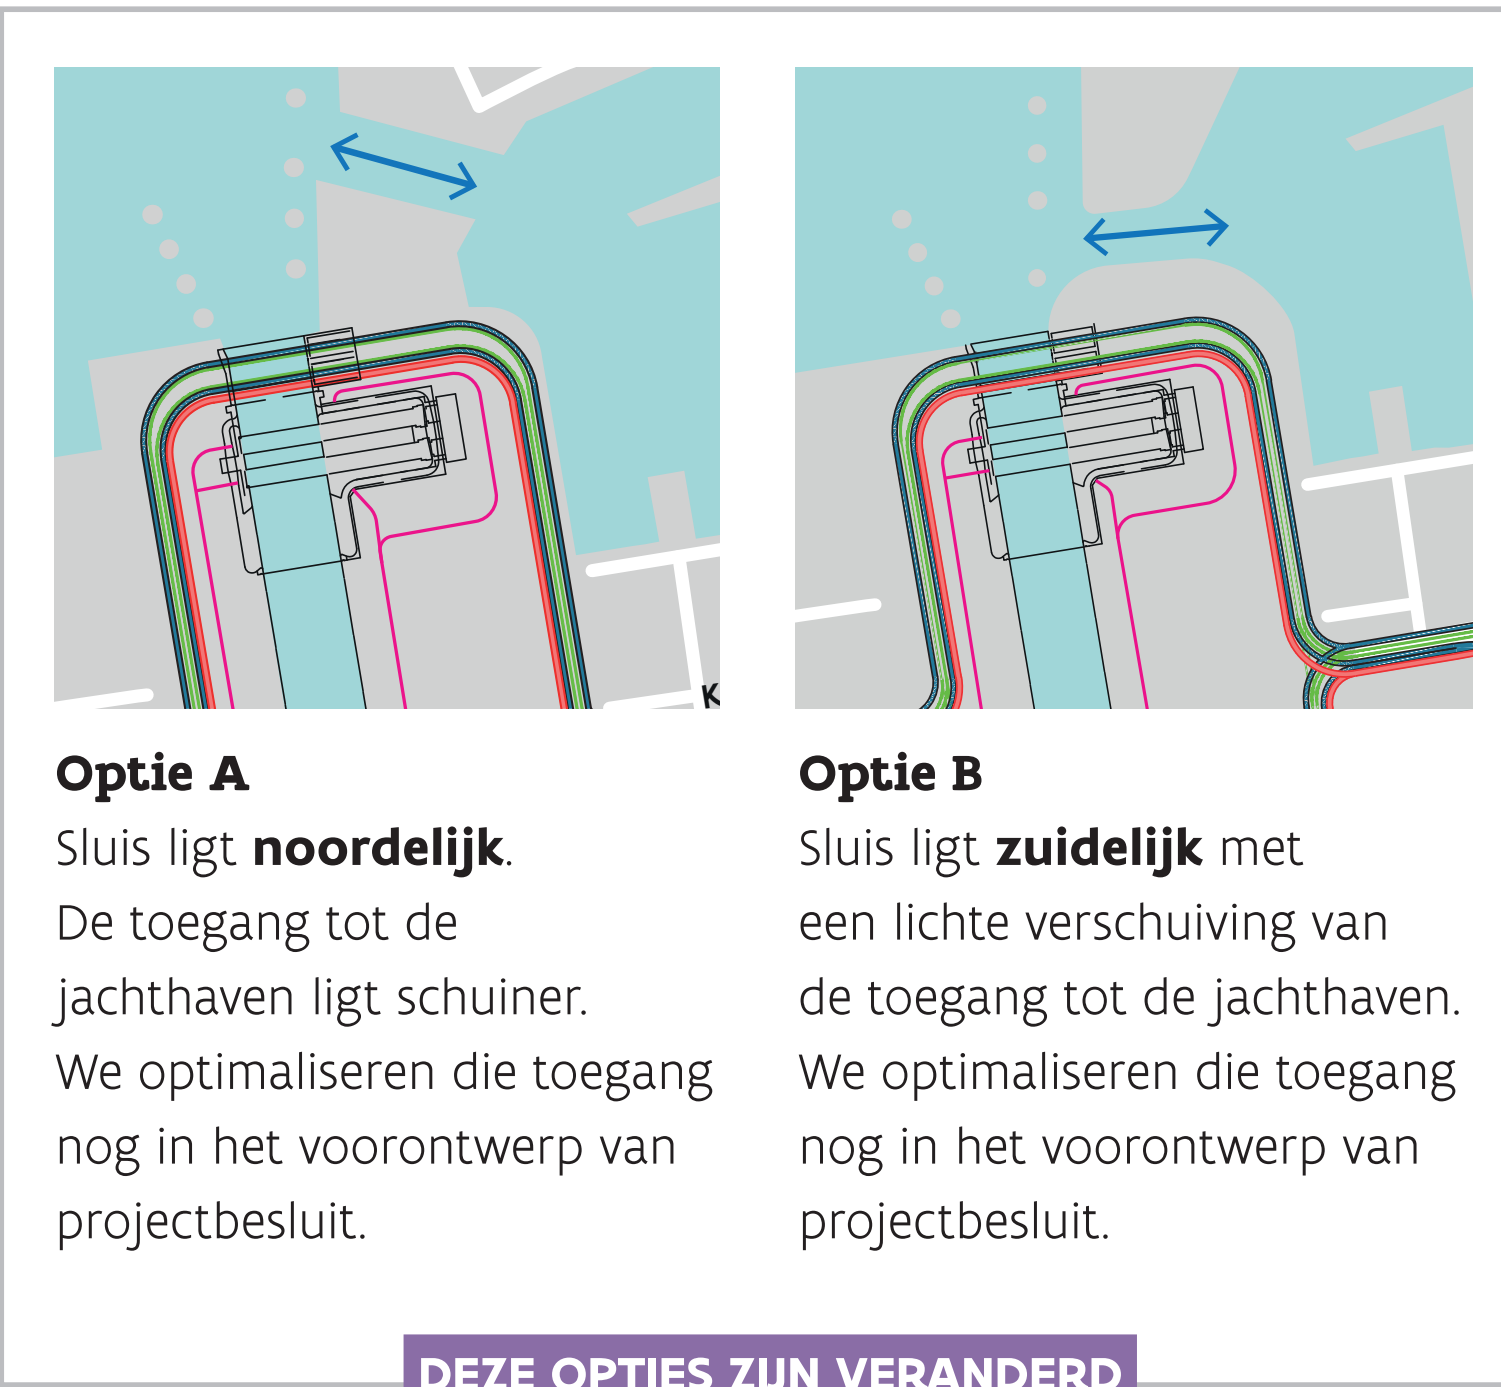 K
Optie A
Sluis ligt noordelijk.
De toegang tot de
jachthaven ligt schuiner.
We optimaliseren die toegang
nog in het voorontwerp van
projectbesluit.
Optie B
Sluis ligt zuidelijk met
een lichte verschuiving van
de toegang tot de jachthaven.
We optimaliseren die toegang
nog in het voorontwerp van
projectbesluit.
DEZE OPTIES ZIJN VERANDERD